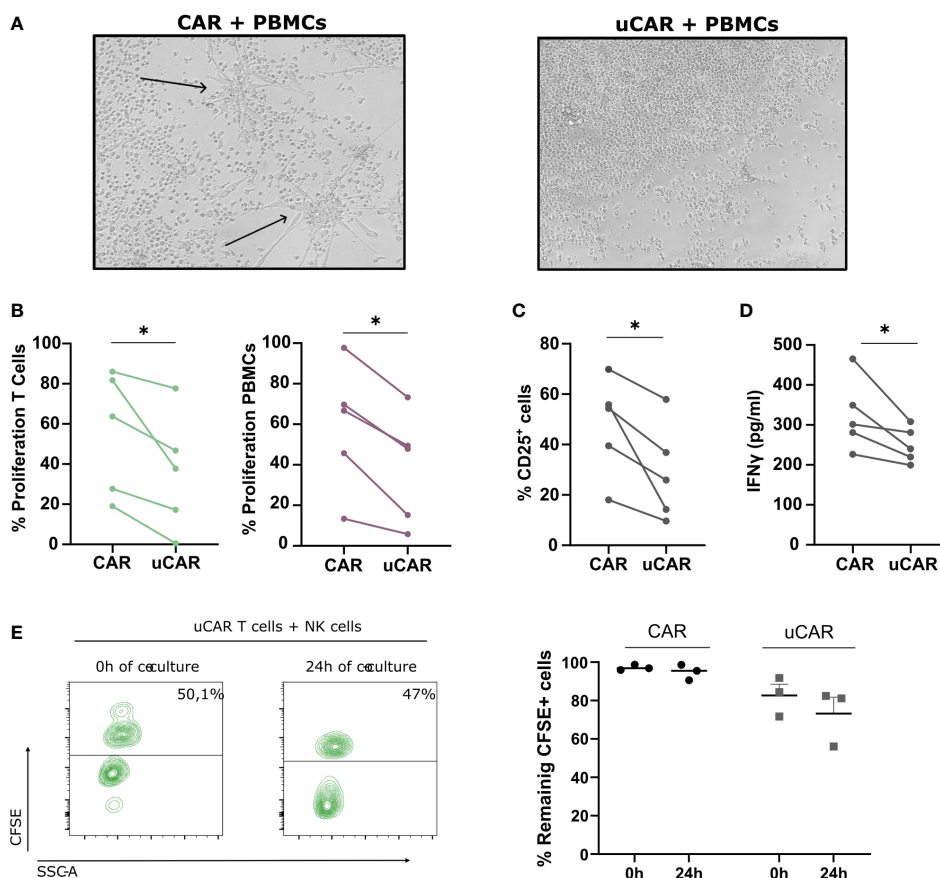 A
CAR + PBMCs
uCAR + PBMCs
B
% Proliferation T Cells
100
80
60
40
20
0
CAR uCAR
*
% Proliferation PBMCs
100
80
60
40
20
0
CAR uCAR
*
C
% CD25+ cells
80
60
40
20
0
CAR uCAR
*
D
IFNγ (pg/ml)
500
400
300
200
100
0
CAR uCAR
*
E
uCAR T cells + NK cells
0h of coculture
24h of coculture
50,1%
47%
CFSE
SSC-A
CAR
uCAR
% Remainig CFSE+ cells
100
80
60
40
20
0
0h 24h 0h 24h